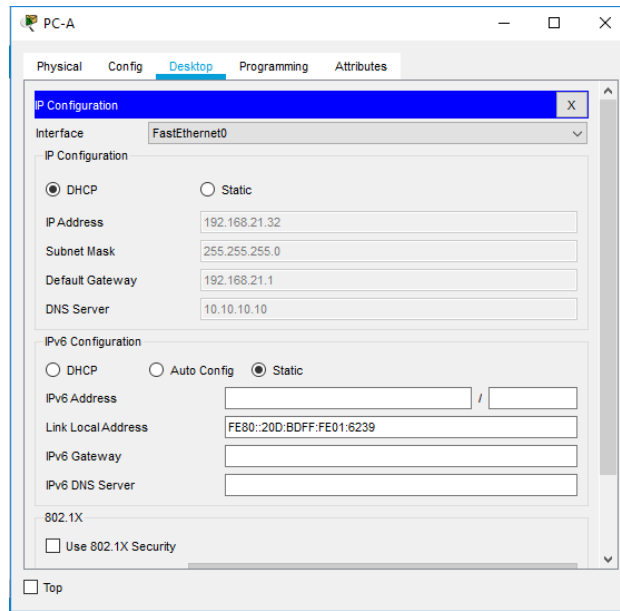 PC-A
Physical Config Desktop Programming Attributes
IP Configuration X
Interface FastEthernet0
IP Configuration
DHCP Static
IP Address 192.168.21.32
Subnet Mask 255.255.255.0
Default Gateway 192.168.21.1
DNS Server 10.10.10.10
IPv6 Configuration
DHCP Auto Config Static
IPv6 Address /
Link Local Address FE80::20D:BDFF:FE01:6239
IPv6 Gateway
IPv6 DNS Server
802.1X
Use 802.1X Security
Top